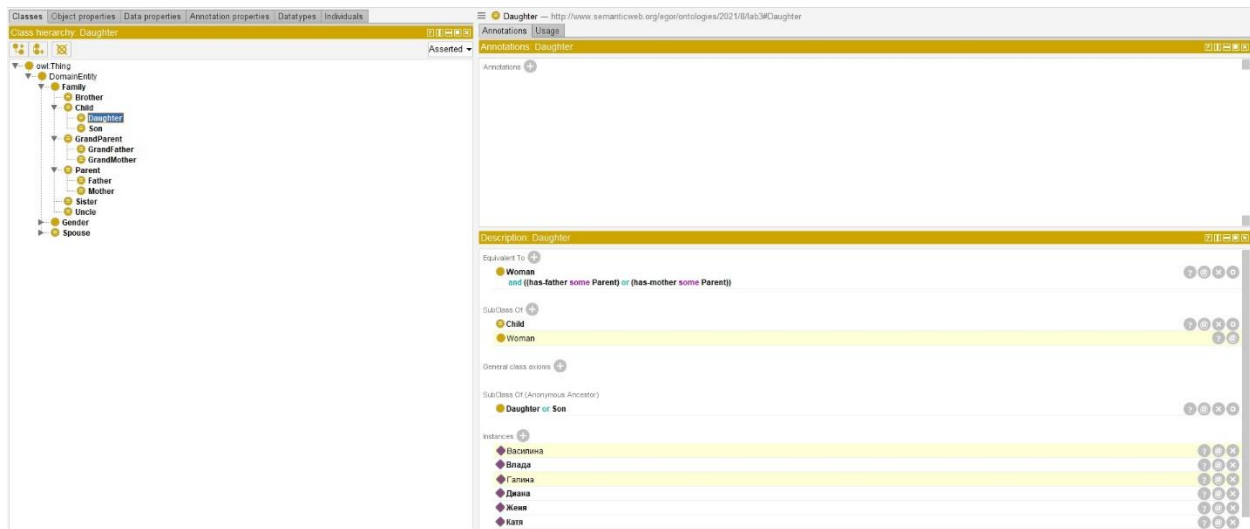 Classes Object properties Data properties Annotation properties Datatypes Individuals
Class hierarchy: Daughter
Asserted
owl:Thing
DomainEntity
Family
Brother
Child
Daughter
Son
GrandParent
GrandFather
GrandMother
Parent
Father
Mother
Sister
Uncle
Gender
Spouse
Daughter — http://www.semanticweb.org/egor/ontologies/2021/8/lab3#Daughter
Annotations Usage
Annotations: Daughter
Annotations
Description: Daughter
Equivalent To
Woman
and ((has-father some Parent) or (has-mother some Parent))
SubClass Of
Child
Woman
General class axioms
SubClass Of (Anonymous Ancestor)
Daughter or Son
Instances
Василина
Влада
Галина
Диана
Женя
Катя